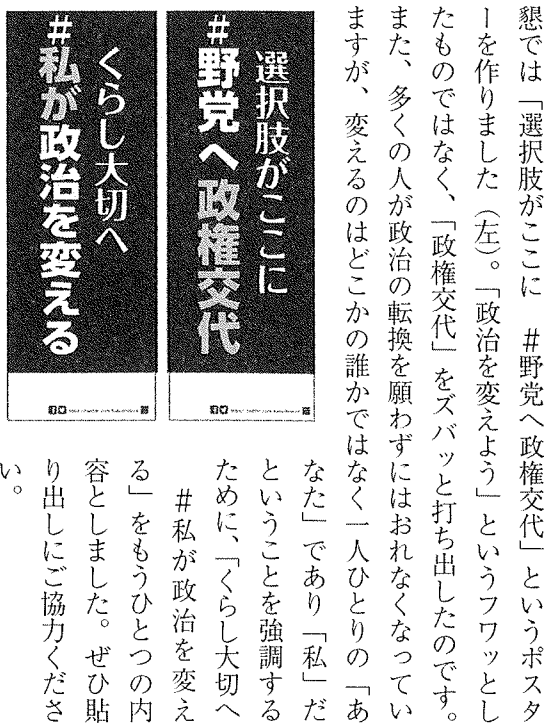 懇では「選択肢がここに　#野党へ政権交代」というポスタ
ーを作りました（左）。「政治を変えよう」というフワッとし
たものではなく、「政権交代」をズバッと打ち出したのです。
また、多くの人が政治の転換を願わずにはおれなくなってい
ますが、変えるのはどこかの誰かではなく一人ひとりの「あ
なた」であり「私」だ
ということを強調する
ために、「くらし大切へ
　#私が政治を変え
る」をもうひとつの内
容としました。ぜひ貼
り出しにご協力くださ
い。
選択肢がここに
#野党へ政権交代
くらし大切へ
#私が政治を変える